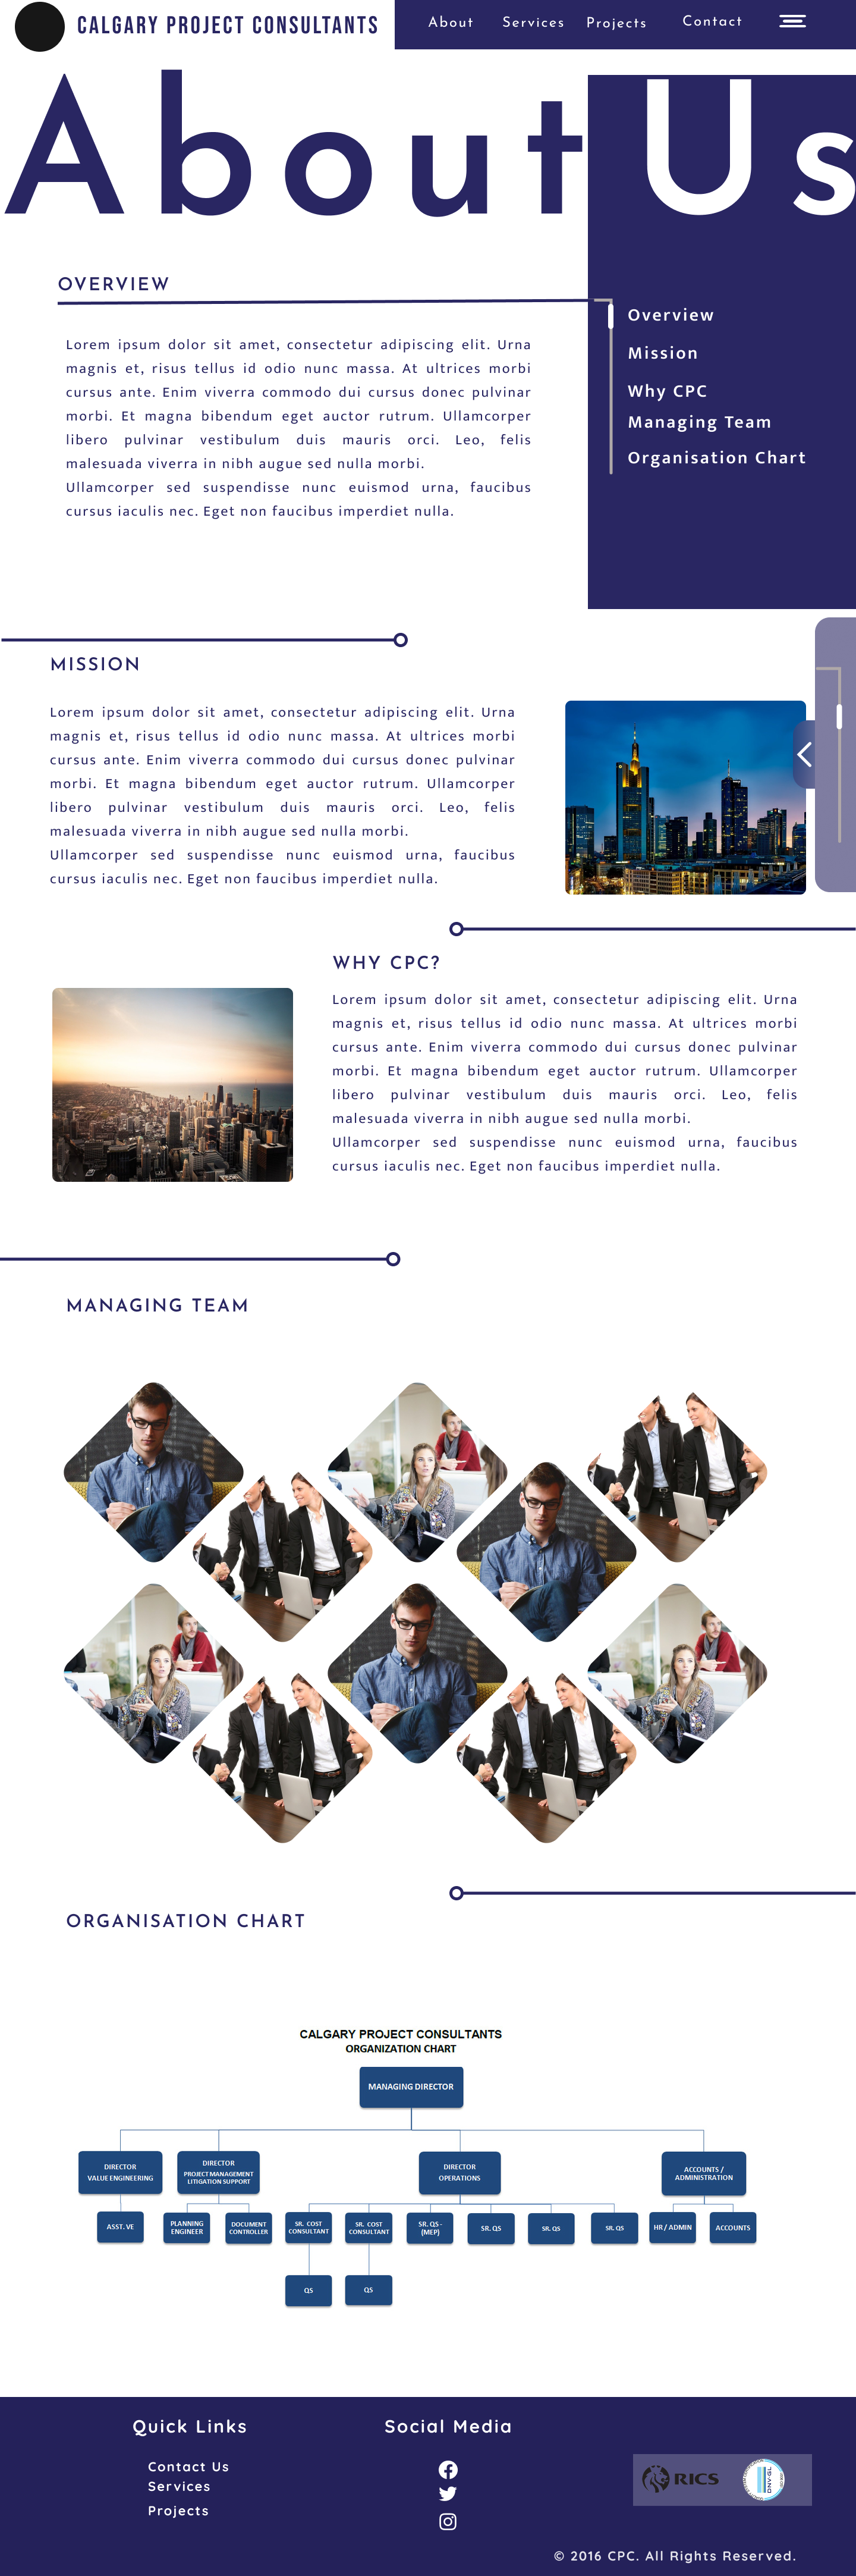 CALGARY PROJECT CONSULTANTS
About Services Projects Contact
About Us
OVERVIEW
Lorem ipsum dolor sit amet, consectetur adipiscing elit. Urna
magnis et, risus tellus id odio nunc massa. At ultrices morbi
cursus ante. Enim viverra commodo dui cursus donec pulvinar
morbi. Et magna bibendum eget auctor rutrum. Ullamcorper
libero pulvinar vestibulum duis mauris orci. Leo, felis
malesuada viverra in nibh augue sed nulla morbi.
Ullamcorper sed suspendisse nunc euismod urna, faucibus
cursus iaculis nec. Eget non faucibus imperdiet nulla.
Overview
Mission
Why CPC
Managing Team
Organisation Chart
MISSION
Lorem ipsum dolor sit amet, consectetur adipiscing elit. Urna
magnis et, risus tellus id odio nunc massa. At ultrices morbi
cursus ante. Enim viverra commodo dui cursus donec pulvinar
morbi. Et magna bibendum eget auctor rutrum. Ullamcorper
libero pulvinar vestibulum duis mauris orci. Leo, felis
malesuada viverra in nibh augue sed nulla morbi.
Ullamcorper sed suspendisse nunc euismod urna, faucibus
cursus iaculis nec. Eget non faucibus imperdiet nulla.
WHY CPC?
Lorem ipsum dolor sit amet, consectetur adipiscing elit. Urna
magnis et, risus tellus id odio nunc massa. At ultrices morbi
cursus ante. Enim viverra commodo dui cursus donec pulvinar
morbi. Et magna bibendum eget auctor rutrum. Ullamcorper
libero pulvinar vestibulum duis mauris orci. Leo, felis
malesuada viverra in nibh augue sed nulla morbi.
Ullamcorper sed suspendisse nunc euismod urna, faucibus
cursus iaculis nec. Eget non faucibus imperdiet nulla.
MANAGING TEAM
ORGANISATION CHART
CALGARY PROJECT CONSULTANTS
ORGANIZATION CHART
MANAGING DIRECTOR
DIRECTOR
VALUE ENGINEERING
DIRECTOR
PROJECT MANAGEMENT
LITIGATION SUPPORT
DIRECTOR
OPERATIONS
ACCOUNTS /
ADMINISTRATION
ASST. VE
PLANNING
ENGINEER
DOCUMENT
CONTROLLER
SR. COST
CONSULTANT
SR. COST
CONSULTANT
SR. QS -
(MEP)
SR. QS
SR. QS
SR. QS
HR / ADMIN
ACCOUNTS
QS
QS
Quick Links
Contact Us
Services
Projects
Social Media
RICS
DNV·GL
© 2016 CPC. All Rights Reserved.